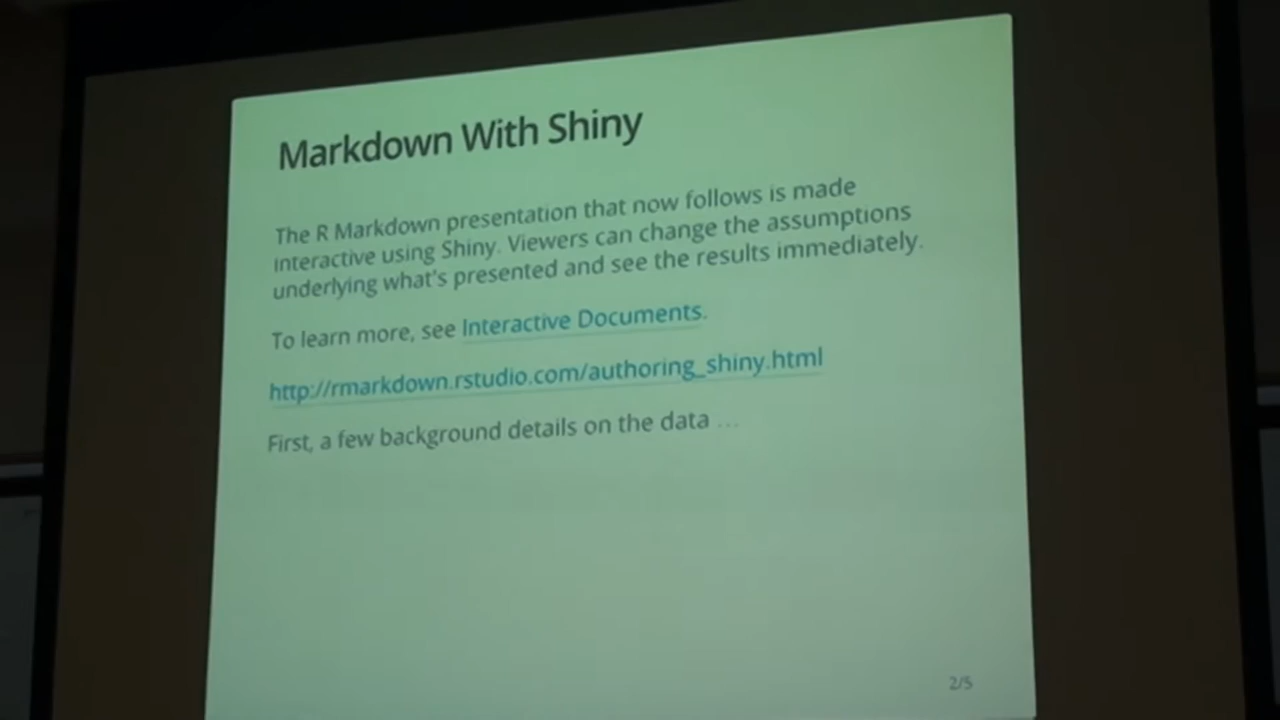 Markdown With Shiny
The R Markdown presentation that now follows is made
interactive using Shiny. Viewers can change the assumptions
underlying what's presented and see the results immediately.
To learn more, see Interactive Documents.
http://rmarkdown.rstudio.com/authoring_shiny.html
First, a few background details on the data ...
2/5